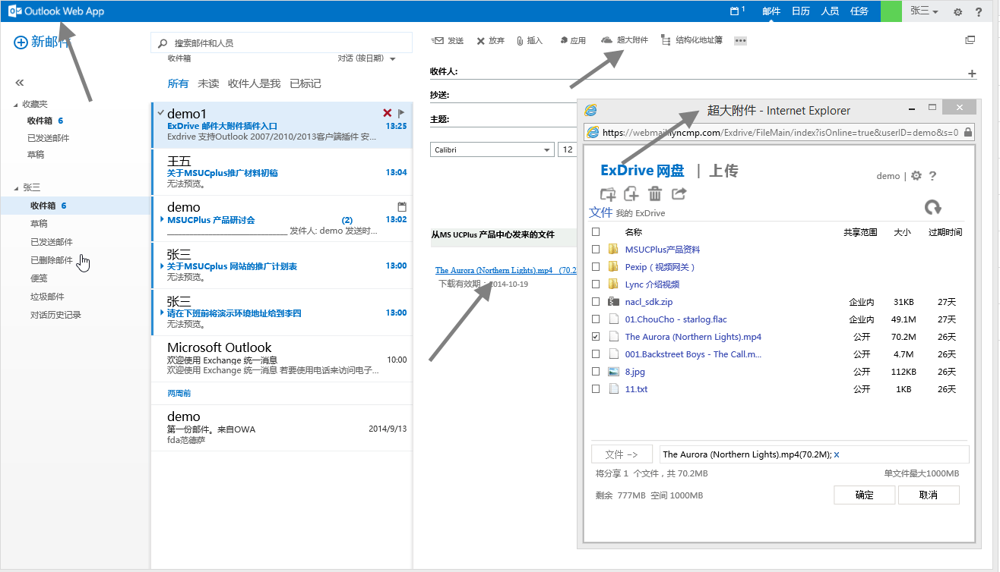 Outlook Web App
1 邮件 日历 人员 任务 张三 ?
新邮件
«
收藏夹
收件箱 6
已发送邮件
草稿
张三
收件箱 6
草稿
已发送邮件
已删除邮件
便笺
垃圾邮件
对话历史记录
搜索邮件和人员
收件箱 对话 (按日期)
所有 未读 收件人是我 已标记
demo1
ExDrive 邮件大附件插件入口 13:25
Exdrive 支持Outlook 2007/2010/2013客户端插件 安...
王五
关于MSUCplus推广材料初稿 13:04
无法预览。
demo
MSUCPlus 产品研讨会 (2) 13:02
发件人: demo 发送时...
张三
关于MSUCplus 网站的推广计划表 13:00
无法预览。
张三
请在下班前将演示环境地址给到李四 13:00
无法预览。
Microsoft Outlook
欢迎使用 Exchange 统一消息 10:00
欢迎使用 Exchange 统一消息 若要使用电话来访问电子...
两周前
demo
第一份邮件。来自OWA 2014/9/13
fda范德萨
发送 放弃 插入 应用 超大附件 结构化地址簿 •••
收件人:
抄送:
主题:
Calibri 12
从MS UCPlus 产品中心发来的文件
The Aurora (Northern Lights).mp4 (70.2
下载有效期：2014-10-19
超大附件 - Internet Explorer
https://webmail.lyncmp.com/Exdrive/FileMain/index?isOnline=true&userID=demo&s=0
ExDrive 网盘 | 上传
demo | ?
文件 我的 ExDrive
名称 共享范围 大小 过期时间
MSUCPlus产品资料
Pexip（视频网关）
Lync 介绍视频
nacl_sdk.zip 企业内 31KB 27天
01.ChouCho - starlog.flac 企业内 49.1M 27天
The Aurora (Northern Lights).mp4 公开 70.2M 26天
001.Backstreet Boys - The Call.m... 公开 4.7M 26天
8.jpg 公开 112KB 26天
11.txt 公开 1KB 26天
文件 -> The Aurora (Northern Lights).mp4(70.2M); x
将分享 1 个文件，共 70.2MB 单文件最大1000MB
剩余 777MB 空间 1000MB 确定 取消